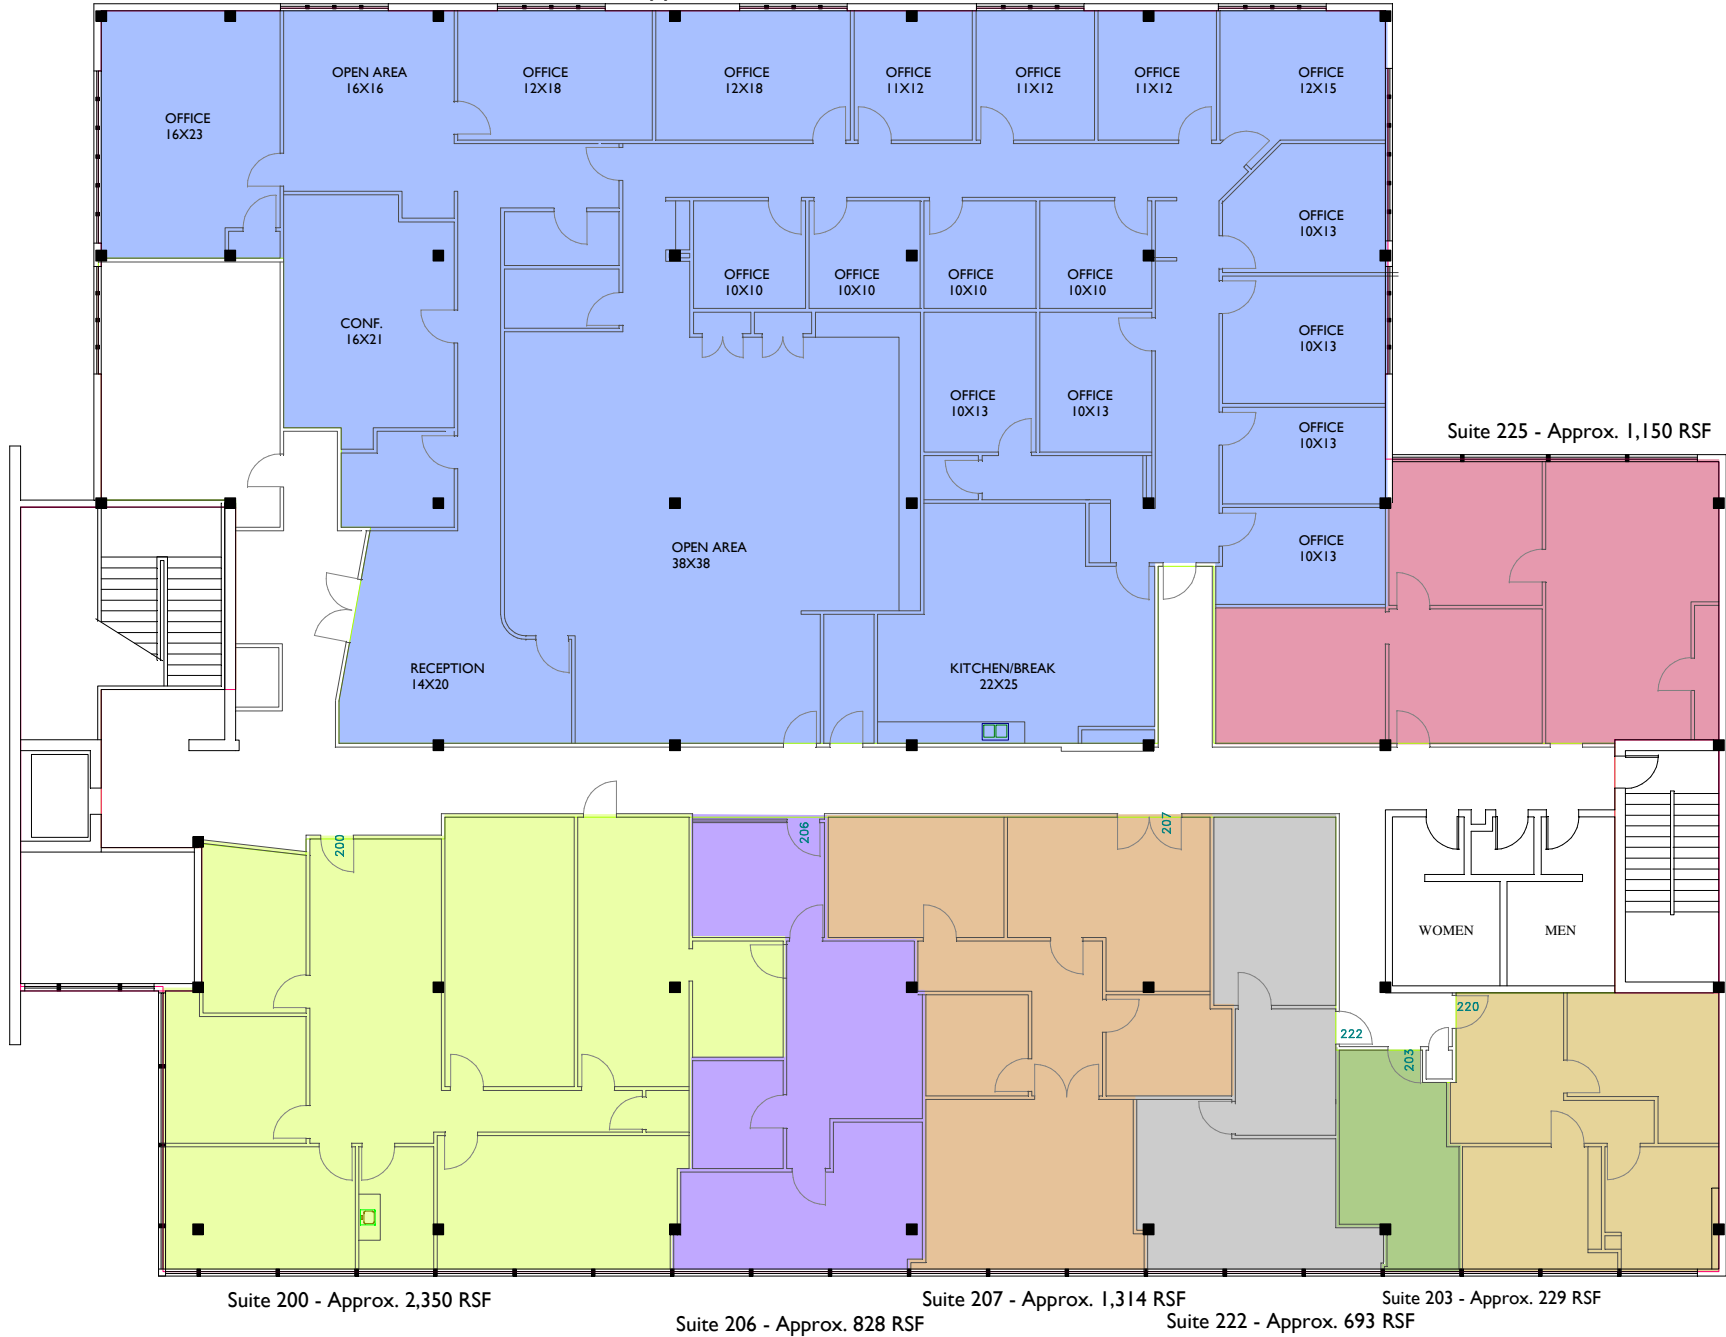 OPEN AREA
16X16
OFFICE
12X18
OFFICE
12X18
OFFICE
11X12
OFFICE
11X12
OFFICE
11X12
OFFICE
12X15
OFFICE
16X23
OFFICE
10X13
OFFICE
10X10
OFFICE
10X10
OFFICE
10X10
OFFICE
10X10
CONF.
16X21
OFFICE
10X13
OFFICE
10X13
OFFICE
10X13
OFFICE
10X13
Suite 225 - Approx. 1,150 RSF
OPEN AREA
38X38
OFFICE
10X13
RECEPTION
14X20
KITCHEN/BREAK
22X25
200
206
207
WOMEN
MEN
220
222
203
Suite 200 - Approx. 2,350 RSF
Suite 207 - Approx. 1,314 RSF
Suite 203 - Approx. 229 RSF
Suite 206 - Approx. 828 RSF
Suite 222 - Approx. 693 RSF